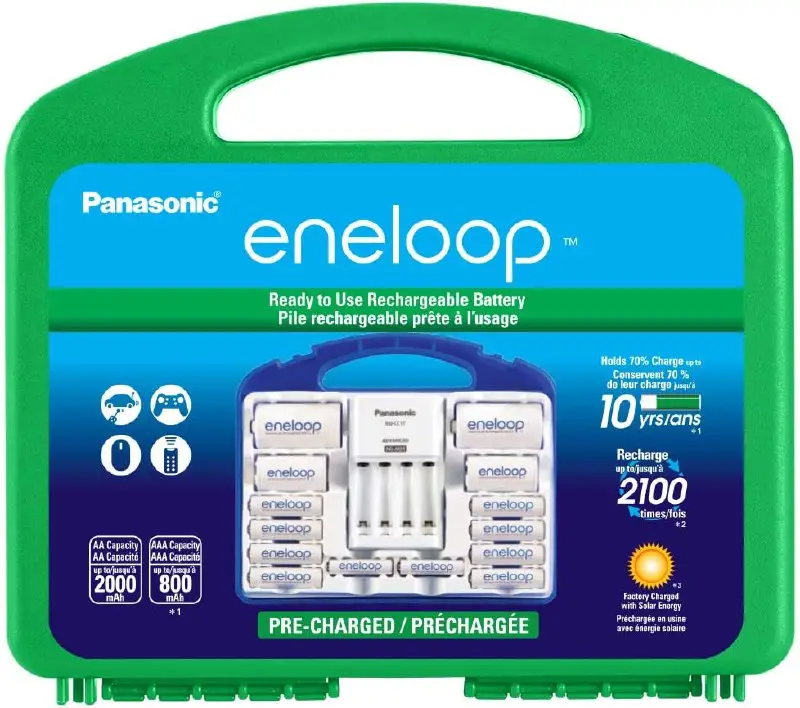 Panasonic®
eneloop™
Ready to Use Rechargeable Battery
Pile rechargeable prête à l'usage
Holds 70% Charge up to
Conservent 70 %
de leur charge jusqu'à
10 yrs/ans
*1
Recharge
up to/jusqu'à
2100
times/fois
*2
*3
Factory Charged
with Solar Energy
Préchargée en usine
avec énergie solaire
AA Capacity
AA Capacité
up to/jusqu'à
2000
mAh
AAA Capacity
AAA Capacité
up to/jusqu'à
800
mAh
*1
Panasonic
ADVANCED
eneloop
eneloop
eneloop
eneloop
eneloop
eneloop
eneloop
eneloop
eneloop
eneloop
eneloop
eneloop
eneloop
eneloop
PRE-CHARGED / PRÉCHARGÉE